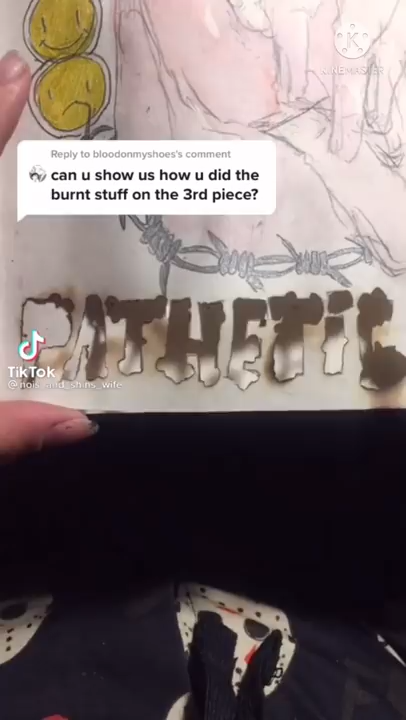 KINEMASTER
Reply to bloodonmyshoes's comment
can u show us how u did the
burnt stuff on the 3rd piece?
PATHETIC
TikTok
@nois_and_shins_wife